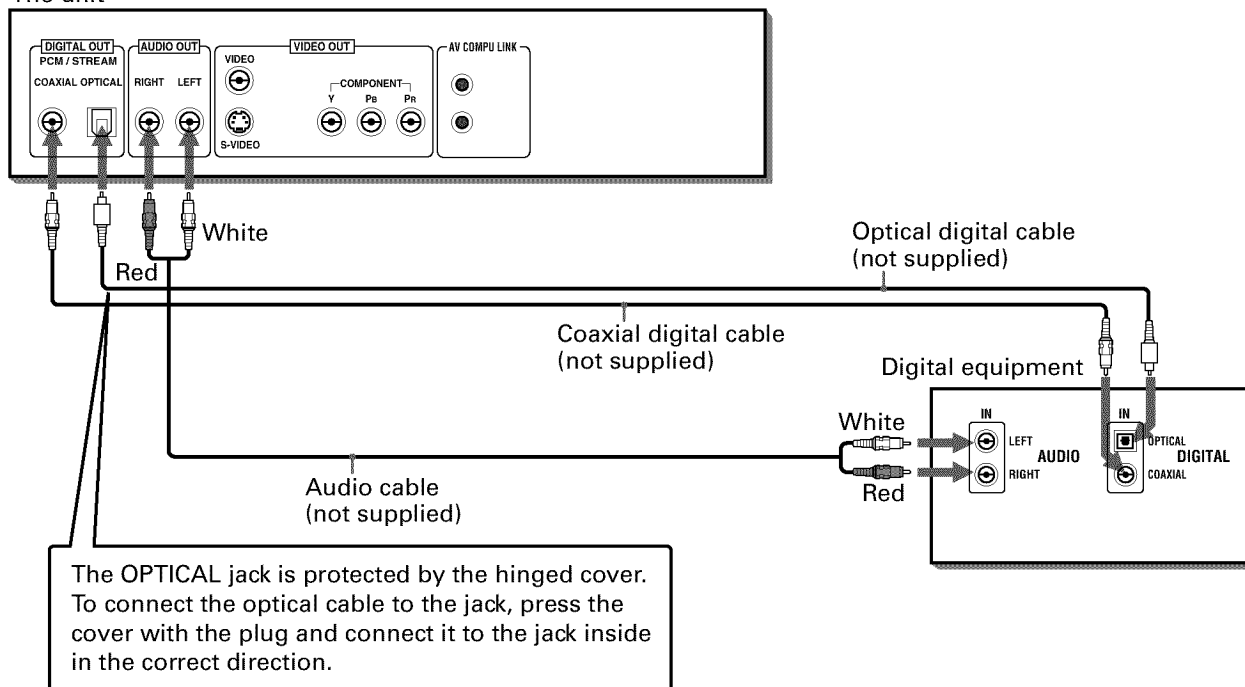 The unit
DIGITAL OUT
PCM / STREAM
COAXIAL OPTICAL
AUDIO OUT
RIGHT LEFT
VIDEO OUT
VIDEO
S-VIDEO
COMPONENT
Y PB PR
AV COMPU LINK
White
Red
Optical digital cable
(not supplied)
Coaxial digital cable
(not supplied)
Digital equipment
White
Red
IN
LEFT
RIGHT
AUDIO
IN
OPTICAL
COAXIAL
DIGITAL
Audio cable
(not supplied)
The OPTICAL jack is protected by the hinged cover.
To connect the optical cable to the jack, press the
cover with the plug and connect it to the jack inside
in the correct direction.